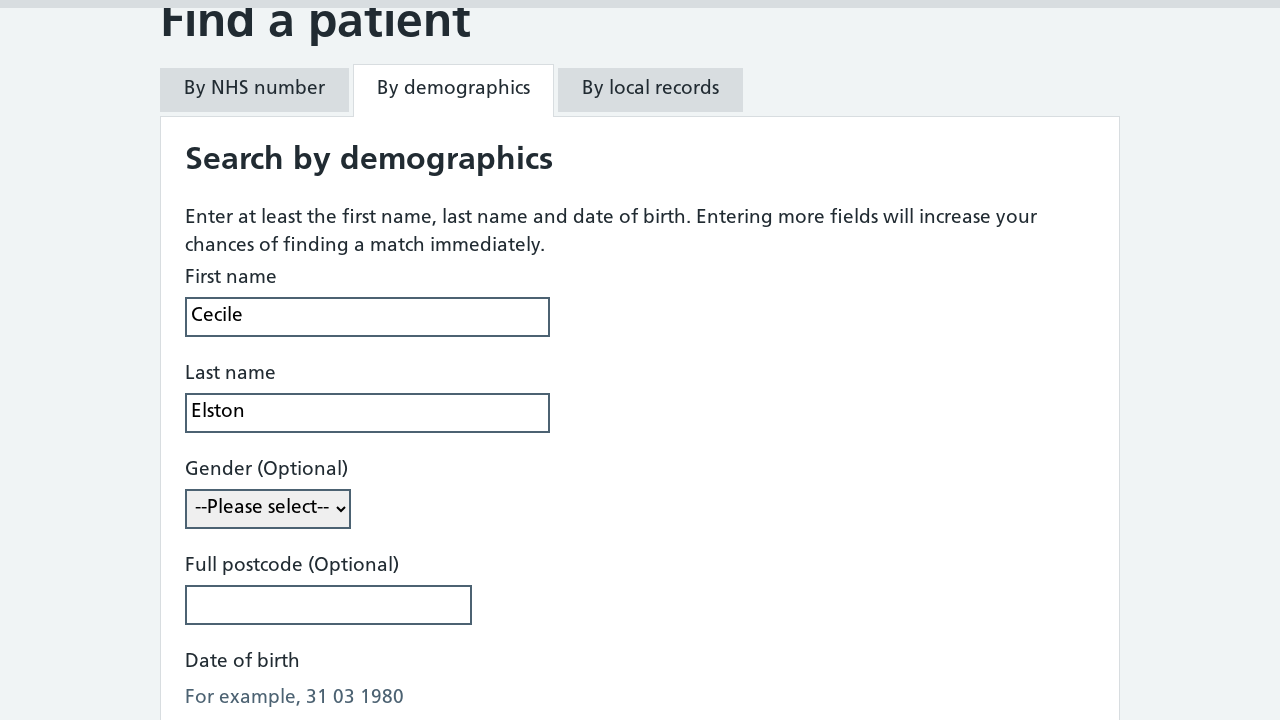 Find a patient
By NHS number
By demographics
By local records
Search by demographics
Enter at least the first name, last name and date of birth. Entering more fields will increase your
chances of finding a match immediately.
First name
Cecile
Last name
Elston
Gender (Optional)
--Please select--
Full postcode (Optional)
Date of birth
For example, 31 03 1980